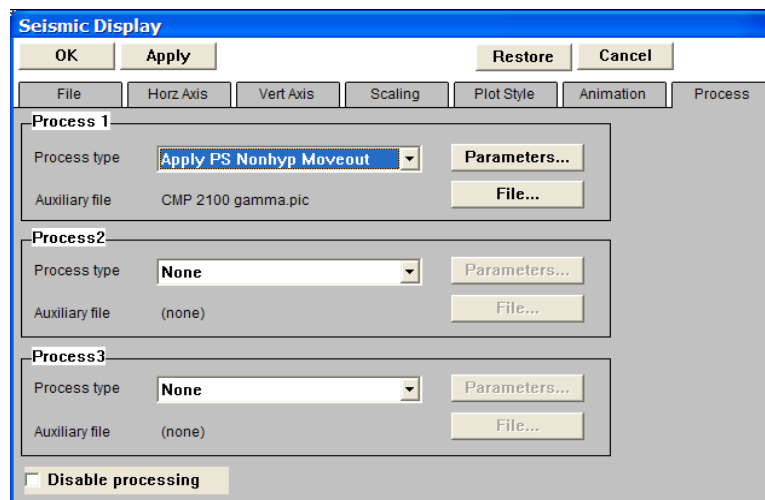 Seismic Display
OK Apply Restore Cancel
File Horz Axis Vert Axis Scaling Plot Style Animation Process
Process 1
Process type Apply PS Nonhyp Moveout Parameters...
Auxiliary file CMP 2100 gamma.pic File...
Process2
Process type None Parameters...
Auxiliary file (none) File...
Process3
Process type None Parameters...
Auxiliary file (none) File...
Disable processing